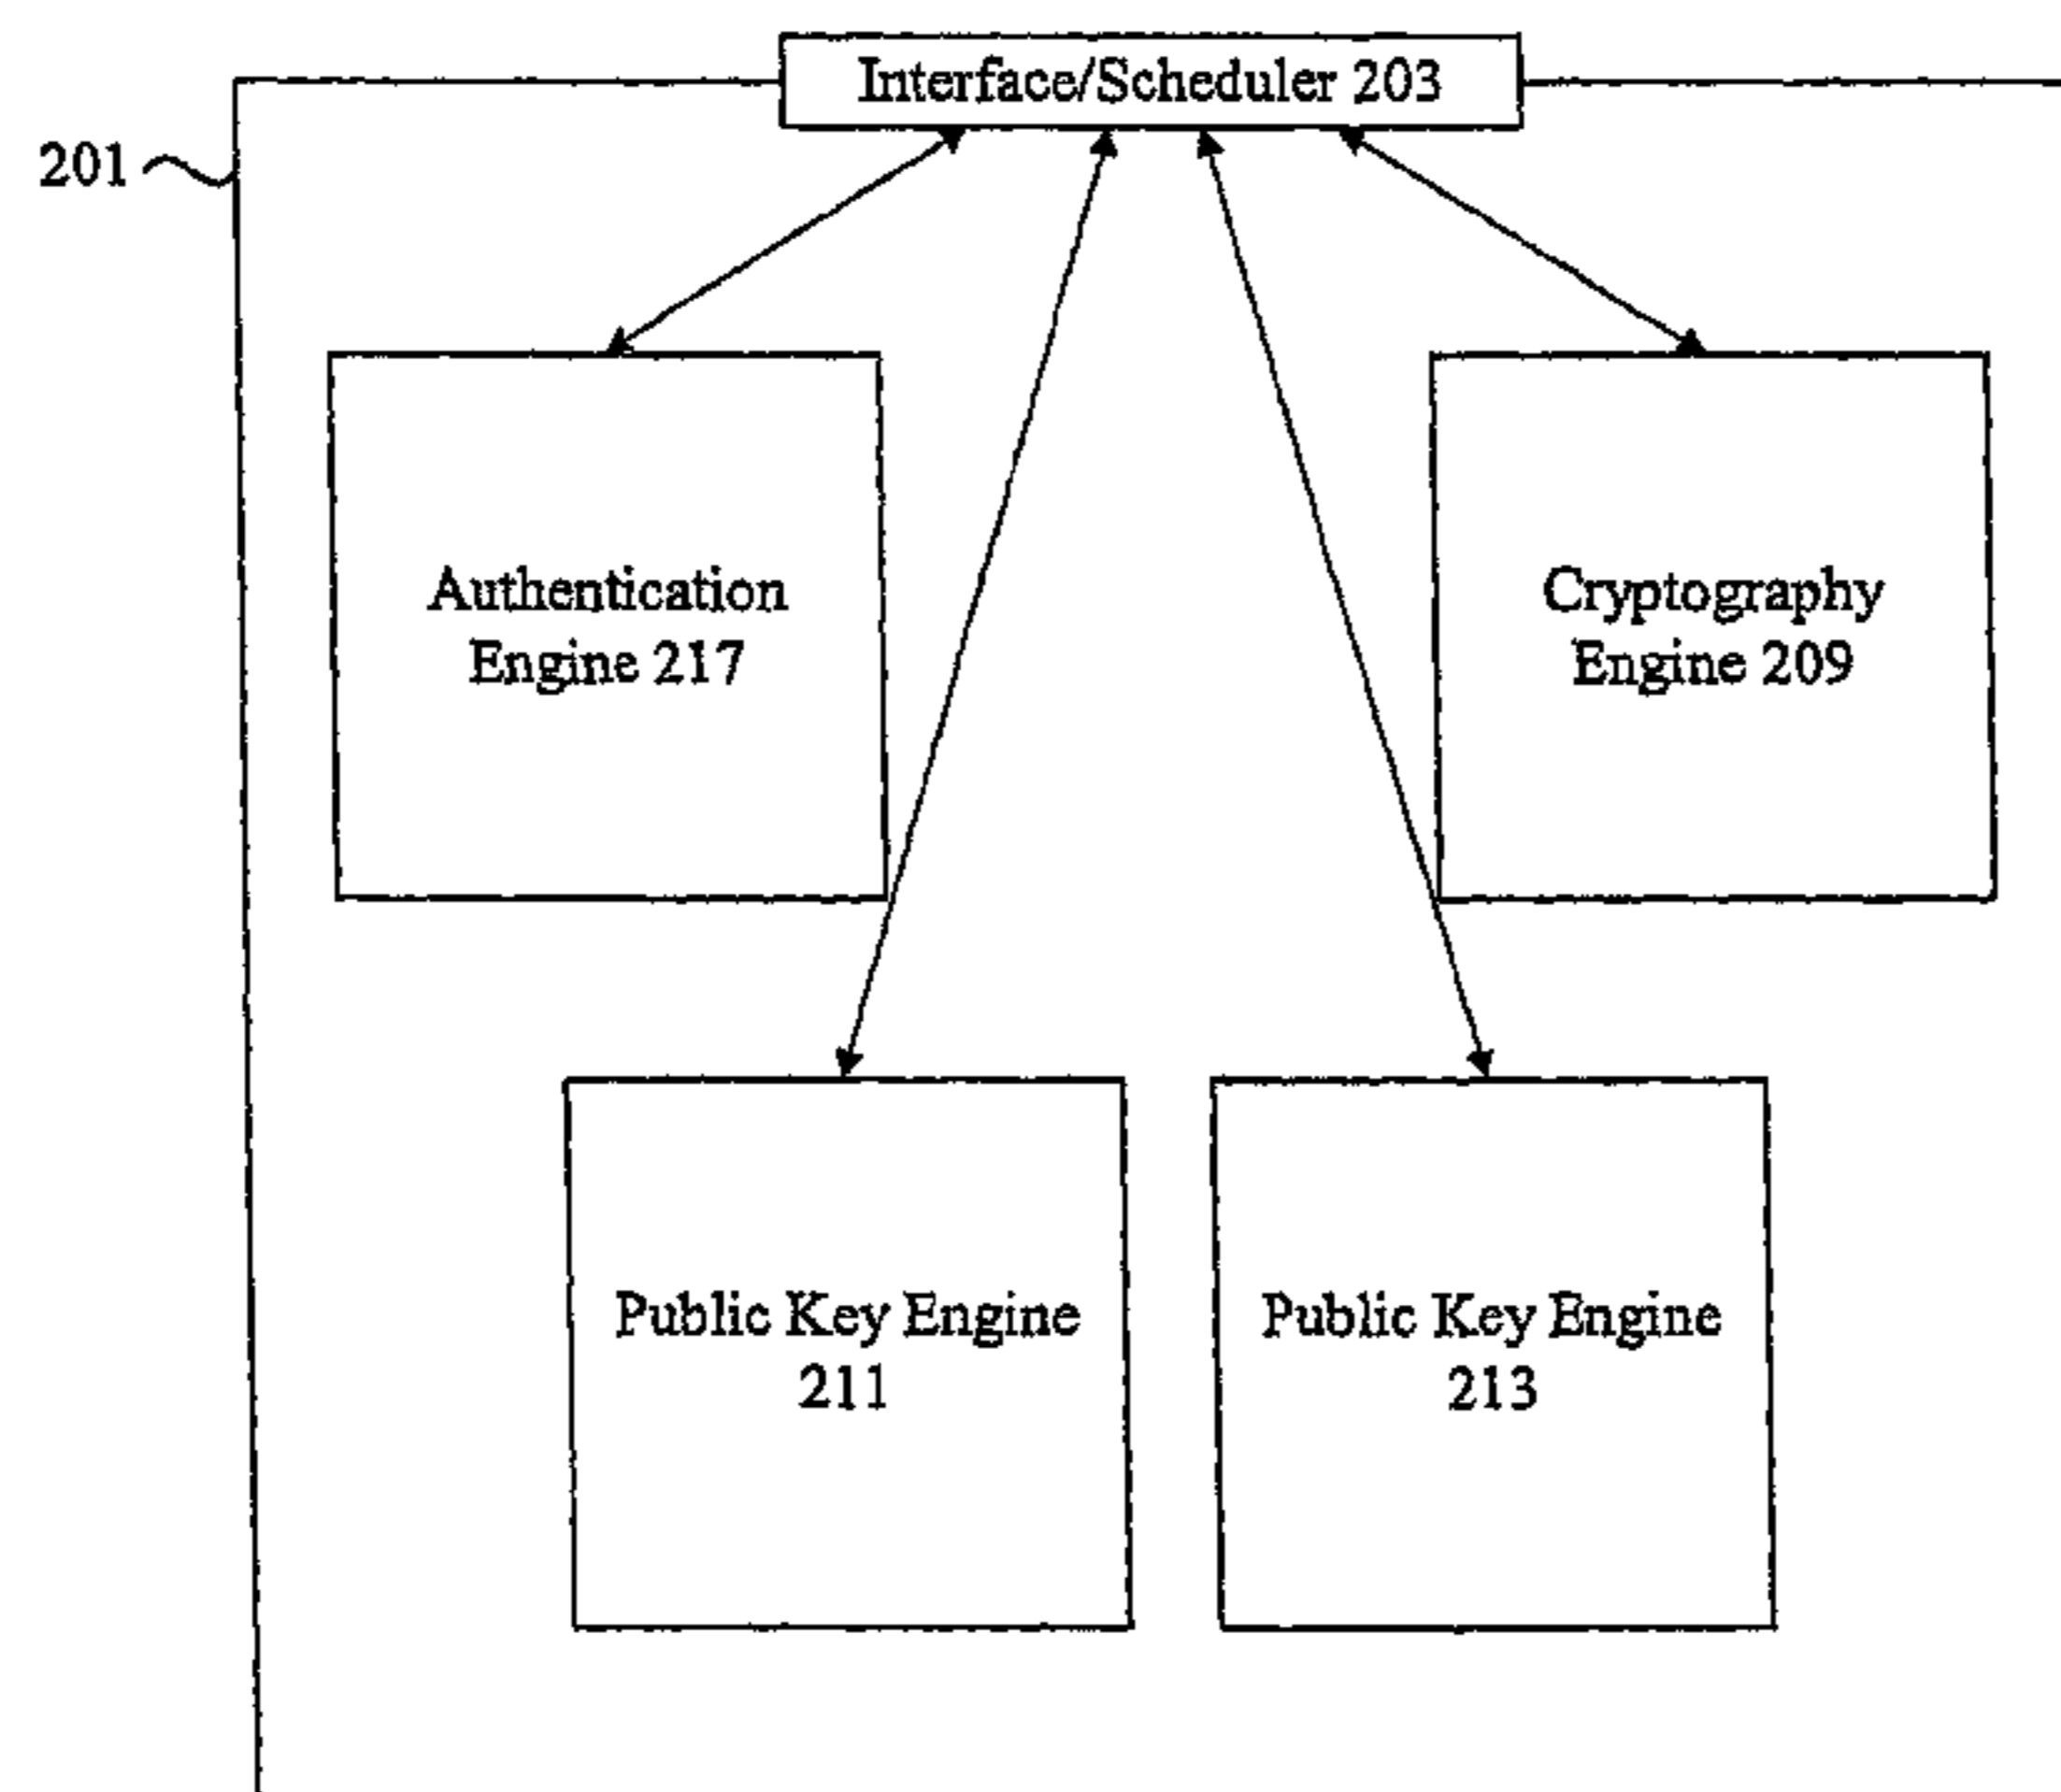 Interface/Scheduler 203
201
Authentication
Engine 217
Cryptography
Engine 209
Public Key Engine
211
Public Key Engine
213